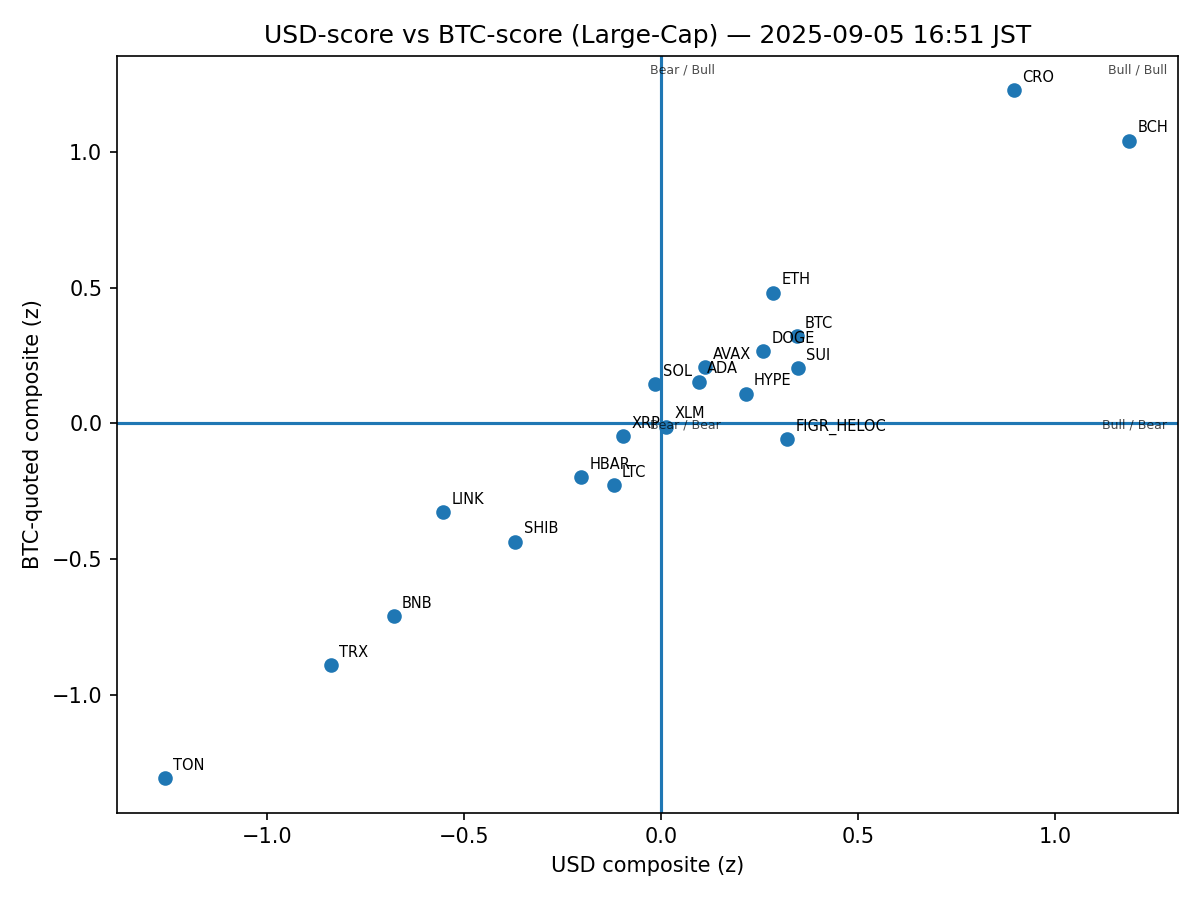 USD-score vs BTC-score (Large-Cap) — 2025-09-05 16:51 JST
Bear / Bull
Bull / Bull
CRO
BCH
ETH
BTC
DOGE
SUI
AVAX
ADA
SOL
HYPE
XLM
XRP
Bear / Bear
FIGR_HELOC
Bull / Bear
HBAR
LTC
LINK
SHIB
BNB
TRX
TON
1.0
0.5
0.0
−0.5
−1.0
BTC-quoted composite (z)
−1.0
−0.5
0.0
0.5
1.0
USD composite (z)